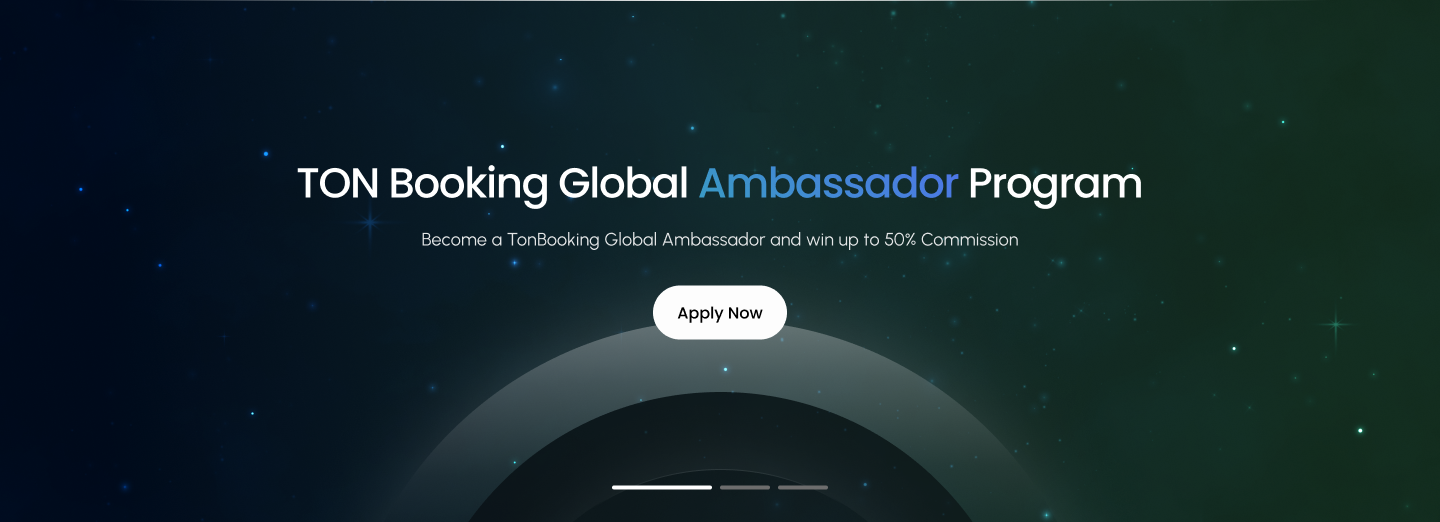 TON Booking Global Ambassador Program
Become a TonBooking Global Ambassador and win up to 50% Commission
Apply Now